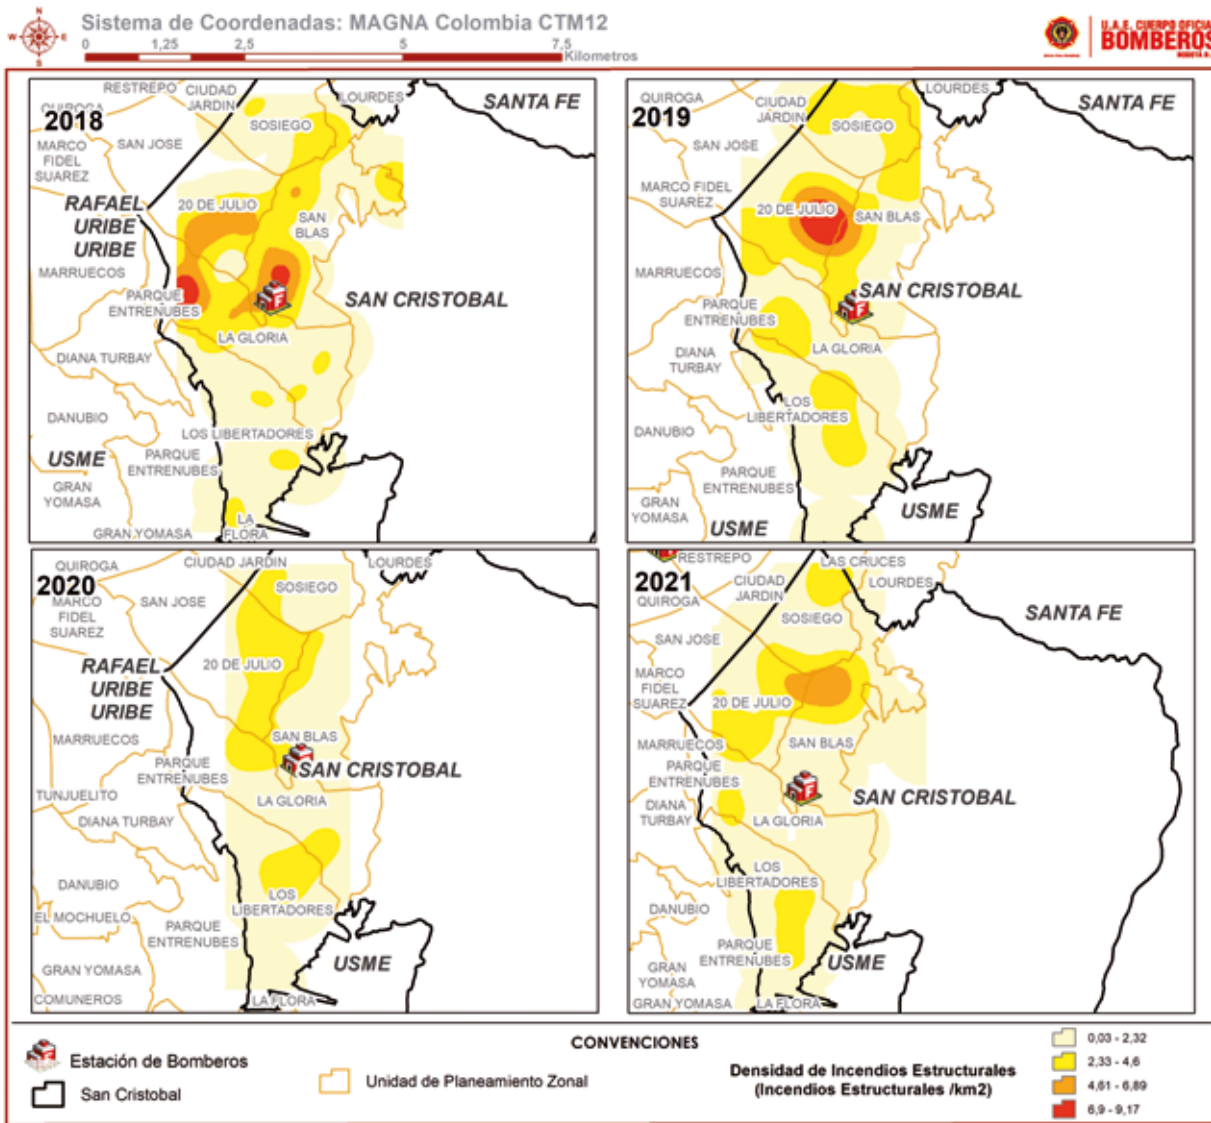 N
W E
S
Sistema de Coordenadas: MAGNA Colombia CTM12
0 1,25 2,5 5 7,5
Kilometros
U.A.E. CUERPO OFICIAL
BOMBEROS
2018
RESTREPO
CIUDAD
JARDIN
LOURDES
SANTA FE
QUIROGA
SOSIEGO
MARCO
FIDEL
SUAREZ
SAN JOSE
RAFAEL
URIBE
URIBE
20 DE JULIO
SAN
BLAS
MARRUECOS
PARQUE
ENTRENUBES
F
SAN CRISTOBAL
LA GLORIA
DIANA TURBAY
DANUBIO
LOS LIBERTADORES
USME
PARQUE
ENTRENUBES
GRAN
YOMASA
GRAN YOMASA
LA
FLORA
2019
QUIROGA
CIUDAD
JARDIN
LOURDES
SANTA FE
SOSIEGO
SAN JOSE
MARCO FIDEL
SUAREZ
20 DE JULIO
SAN BLAS
MARRUECOS
PARQUE
ENTRENUBES
SAN CRISTOBAL
F
LA GLORIA
DIANA
TURBAY
LOS
LIBERTADORES
DANUBIO
PARQUE
ENTRENUBES
GRAN
YOMASA
USME
USME
2020
QUIROGA
CIUDAD JARDIN
LOURDES
SOSIEGO
MARCO
FIDEL
SUAREZ
SAN JOSE
RAFAEL
URIBE
URIBE
20 DE JULIO
MARRUECOS
SAN BLAS
PARQUE
ENTRENUBES
SAN CRISTOBAL
TUNJUELITO
LA GLORIA
DIANA TURBAY
DANUBIO
LOS
LIBERTADORES
EL MOCHUELO
PARQUE
ENTRENUBES
GRAN YOMASA
USME
COMUNEROS
LA FLORA
2021
RESTREPO
LAS CRUCES
CIUDAD
JARDIN
LOURDES
QUIROGA
SOSIEGO
SANTA FE
SAN JOSE
MARCO
FIDEL
SUAREZ
20 DE JULIO
MARRUECOS
SAN BLAS
PARQUE
ENTRENUBES
F
SAN CRISTOBAL
DIANA
TURBAY
LA GLORIA
LOS
LIBERTADORES
DANUBIO
PARQUE
ENTRENUBES
USME
GRAN
YOMASA
GRAN YOMASA
LA FLORA
CONVENCIONES
Estación de Bomberos
San Cristobal
Unidad de Planeamiento Zonal
Densidad de Incendios Estructurales
(Incendios Estructurales /km2)
0,03 - 2,32
2,33 - 4,6
4,61 - 6,89
6,9 - 9,17